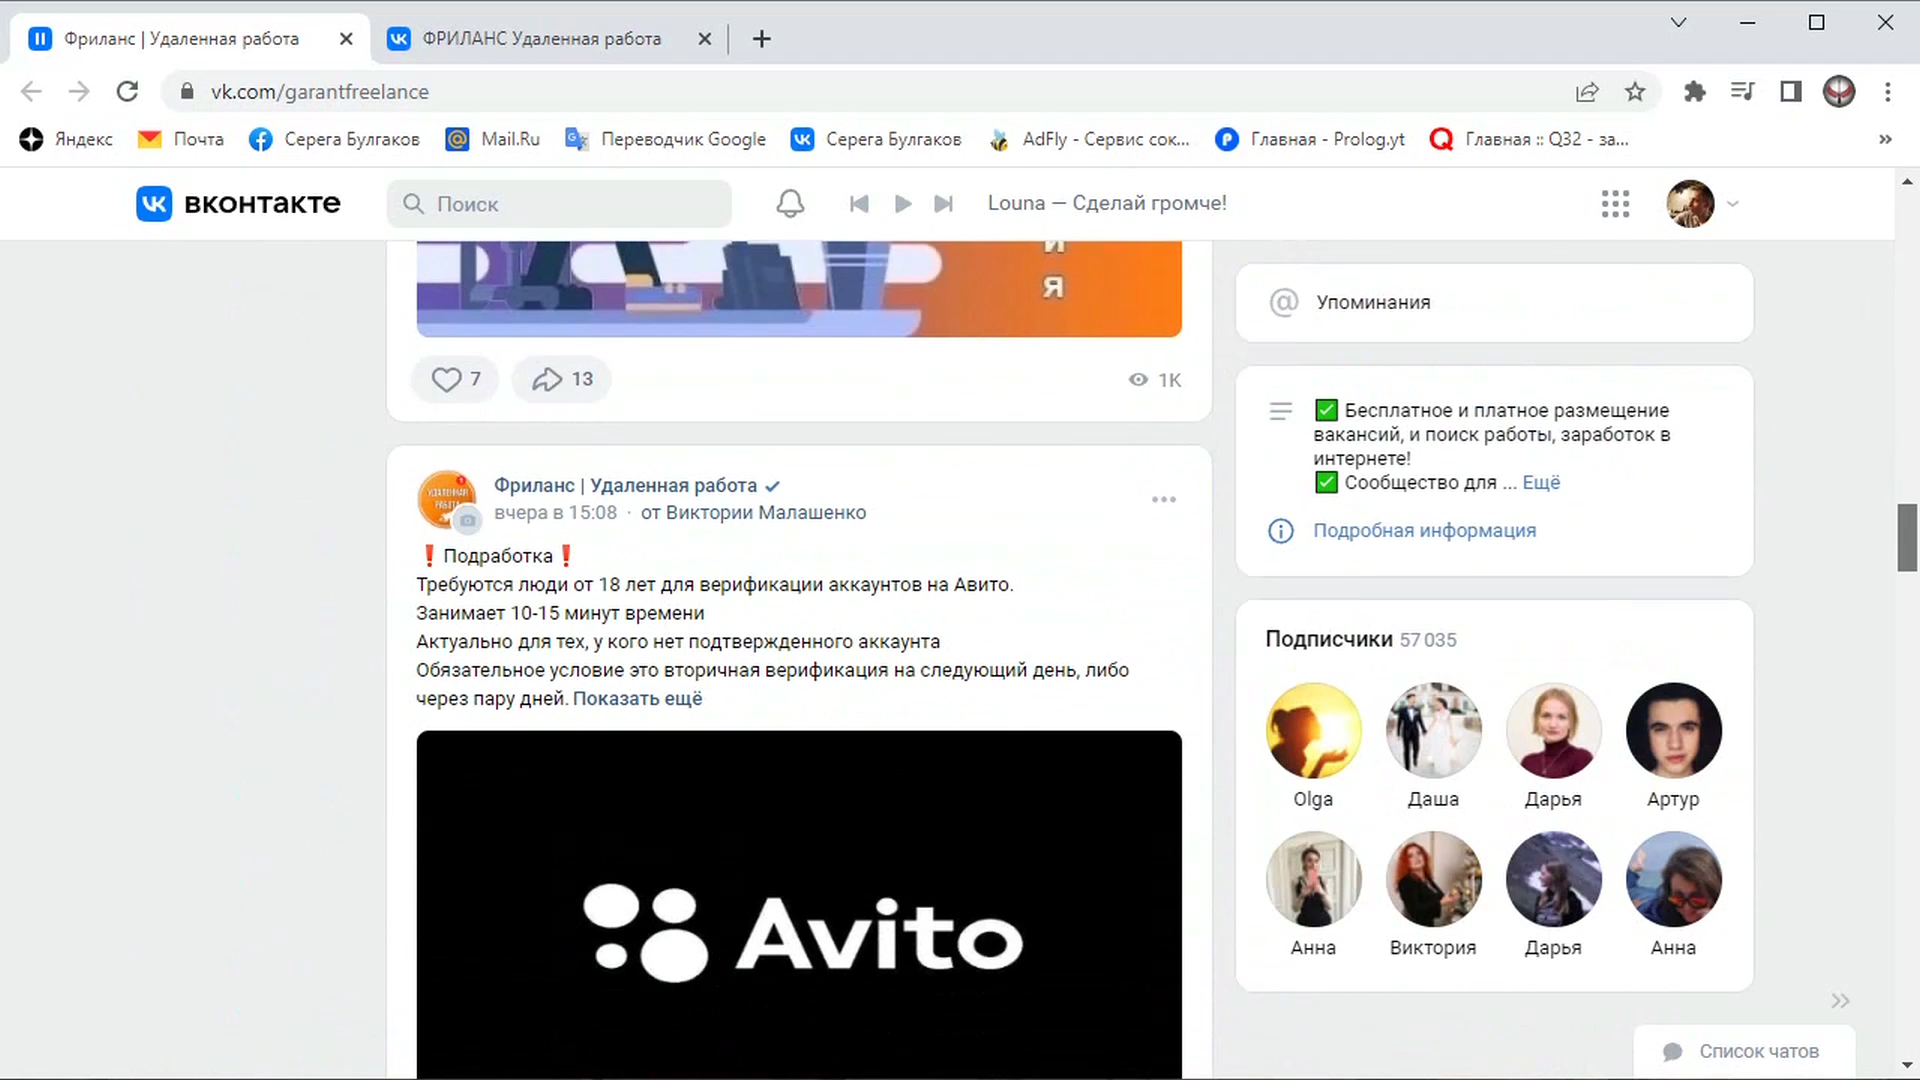 Фриланс | Удаленная работа
ФРИЛАНС Удаленная работа
vk.com/garantfreelance
Яндекс
Почта
Серега Булгаков
Mail.Ru
Переводчик Google
Серега Булгаков
AdFly - Сервис сок...
Главная - Prolog.yt
Главная :: Q32 - за...
вконтакте
Поиск
Louna — Сделай громче!
И
Я
7
13
1K
Фриланс | Удаленная работа
вчера в 15:08 · от Виктории Малашенко
❗Подработка❗
Требуются люди от 18 лет для верификации аккаунтов на Авито.
Занимает 10-15 минут времени
Актуально для тех, у кого нет подтвержденного аккаунта
Обязательное условие это вторичная верификация на следующий день, либо
через пару дней. Показать ещё
Avito
Упоминания
✅ Бесплатное и платное размещение
вакансий, и поиск работы, заработок в
интернете!
✅ Сообщество для ... Ещё
Подробная информация
Подписчики 57 035
Olga
Даша
Дарья
Артур
Анна
Виктория
Дарья
Анна
Список чатов